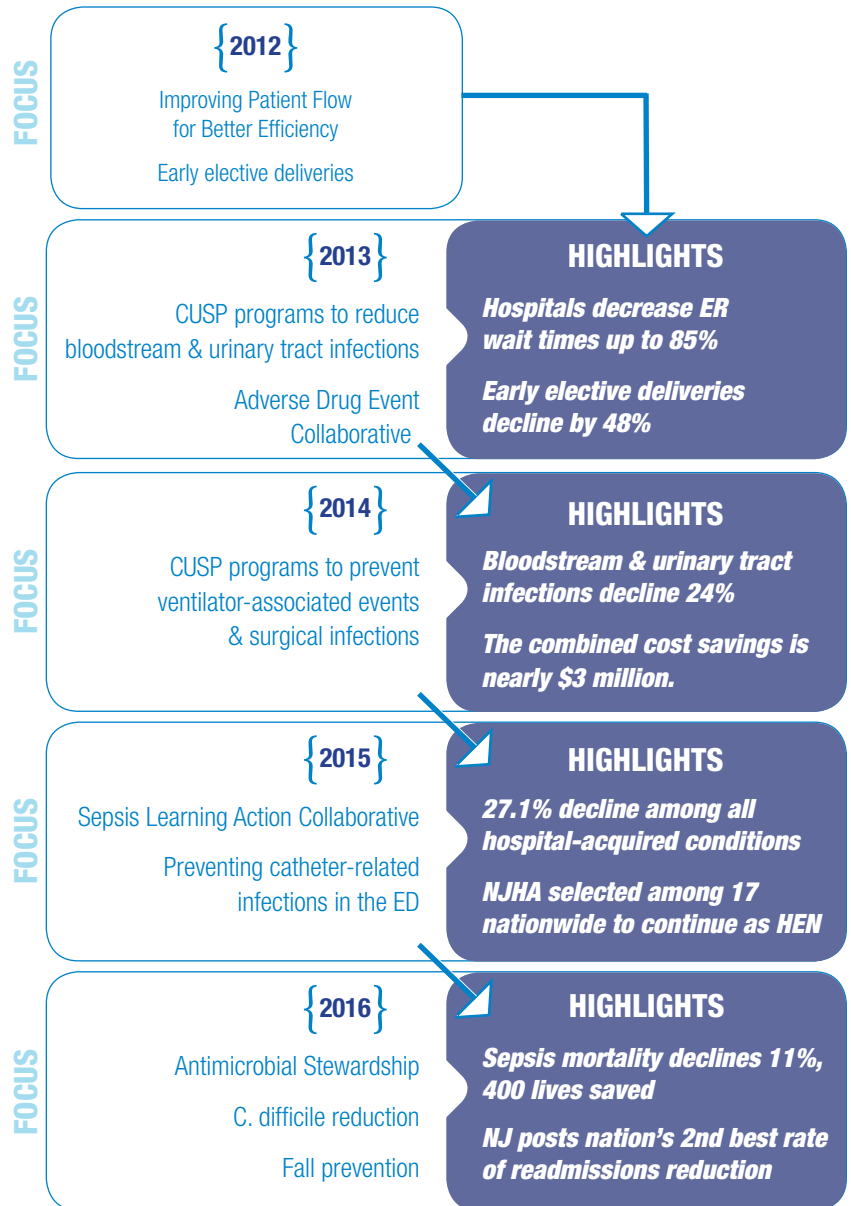 FOCUS
{2012}
Improving Patient Flow
for Better Efficiency
Early elective deliveries
FOCUS
{2013}
CUSP programs to reduce
bloodstream & urinary tract infections
Adverse Drug Event
Collaborative
HIGHLIGHTS
Hospitals decrease ER
wait times up to 85%
Early elective deliveries
decline by 48%
FOCUS
{2014}
CUSP programs to prevent
ventilator-associated events
& surgical infections
HIGHLIGHTS
Bloodstream & urinary tract
infections decline 24%
The combined cost savings is
nearly $3 million.
FOCUS
{2015}
Sepsis Learning Action Collaborative
Preventing catheter-related
infections in the ED
HIGHLIGHTS
27.1% decline among all
hospital-acquired conditions
NJHA selected among 17
nationwide to continue as HEN
FOCUS
{2016}
Antimicrobial Stewardship
C. difficile reduction
Fall prevention
HIGHLIGHTS
Sepsis mortality declines 11%,
400 lives saved
NJ posts nation's 2nd best rate
of readmissions reduction